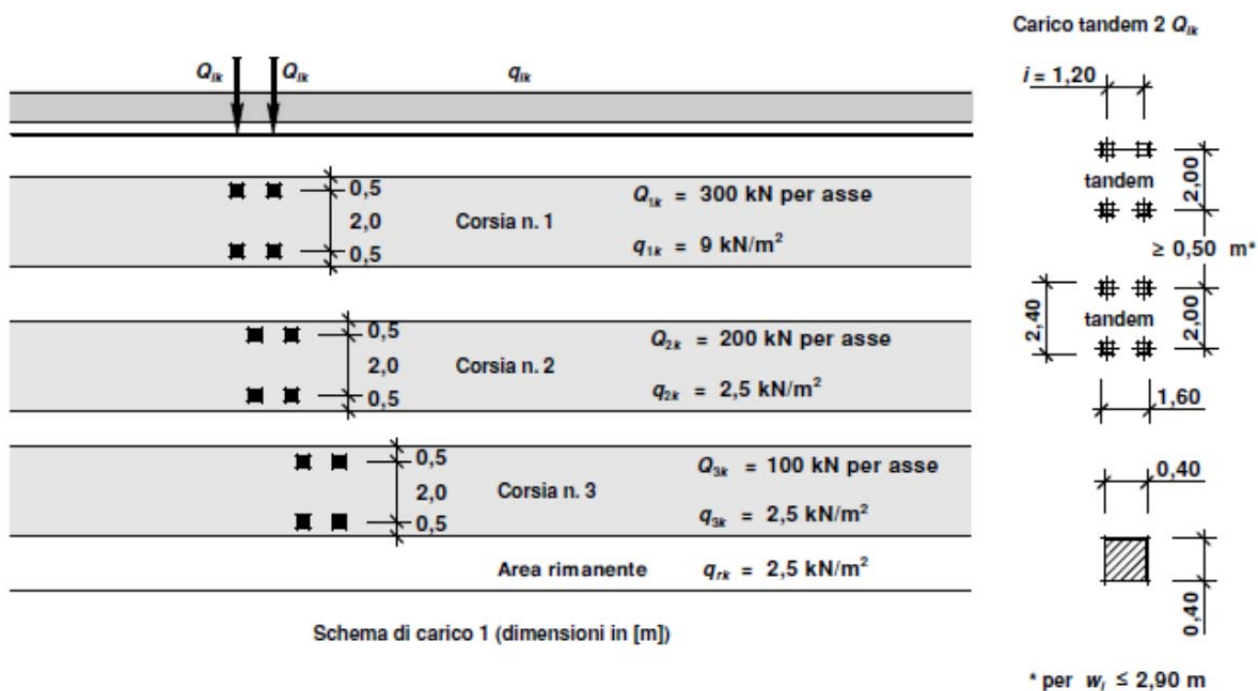 Carico tandem 2 Qik
Qik Qik qik
i = 1,20
0,5
2,0
0,5
Corsia n. 1
Q1k = 300 kN per asse
q1k = 9 kN/m²
tandem
2,00
≥ 0,50 m*
0,5
2,0
0,5
Corsia n. 2
Q2k = 200 kN per asse
q2k = 2,5 kN/m²
2,40
tandem
2,00
1,60
0,5
2,0
0,5
Corsia n. 3
Q3k = 100 kN per asse
q3k = 2,5 kN/m²
0,40
0,40
Area rimanente qrk = 2,5 kN/m²
Schema di carico 1 (dimensioni in [m])
* per wl ≤ 2,90 m